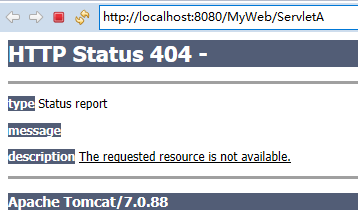 http://localhost:8080/MyWeb/ServletA
HTTP Status 404 -
type Status report
message
description The requested resource is not available.
Apache Tomcat/7.0.88